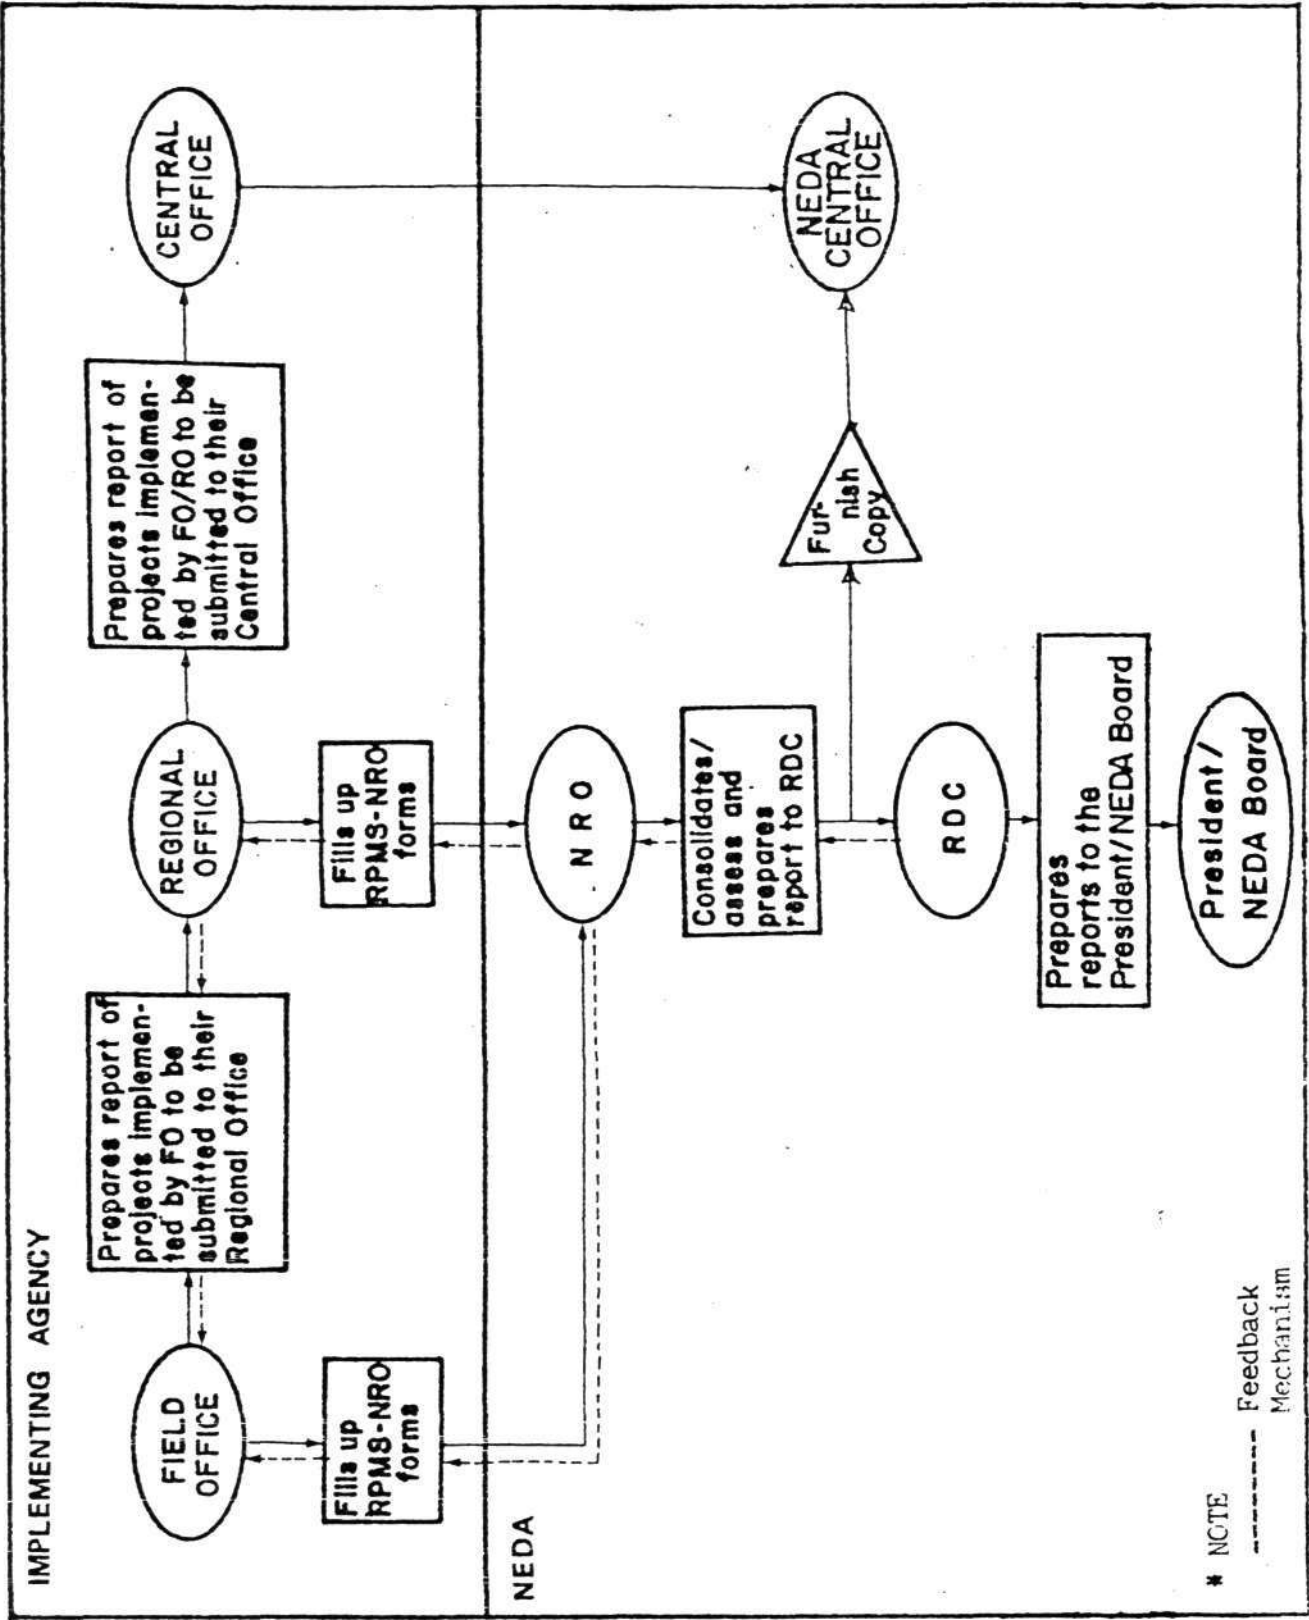 IMPLEMENTING AGENCY
FIELD
OFFICE
Prepares report of
projects implemen-
ted by FO to be
submitted to their
Regional Office
REGIONAL
OFFICE
Prepares report of
projects implemen-
ted by FO/RO to be
submitted to their
Central Office
CENTRAL
OFFICE
Fills up
RPMS-NRO
forms
Fills up
RPMS-NRO
forms
NEDA
NRO
Consolidates/
assess and
prepares
report to RDC
Fur-
nish
Copy
NEDA
CENTRAL
OFFICE
RDC
Prepares
reports to the
President/NEDA Board
President/
NEDA Board
* NOTE
-------- Feedback
Mechanism